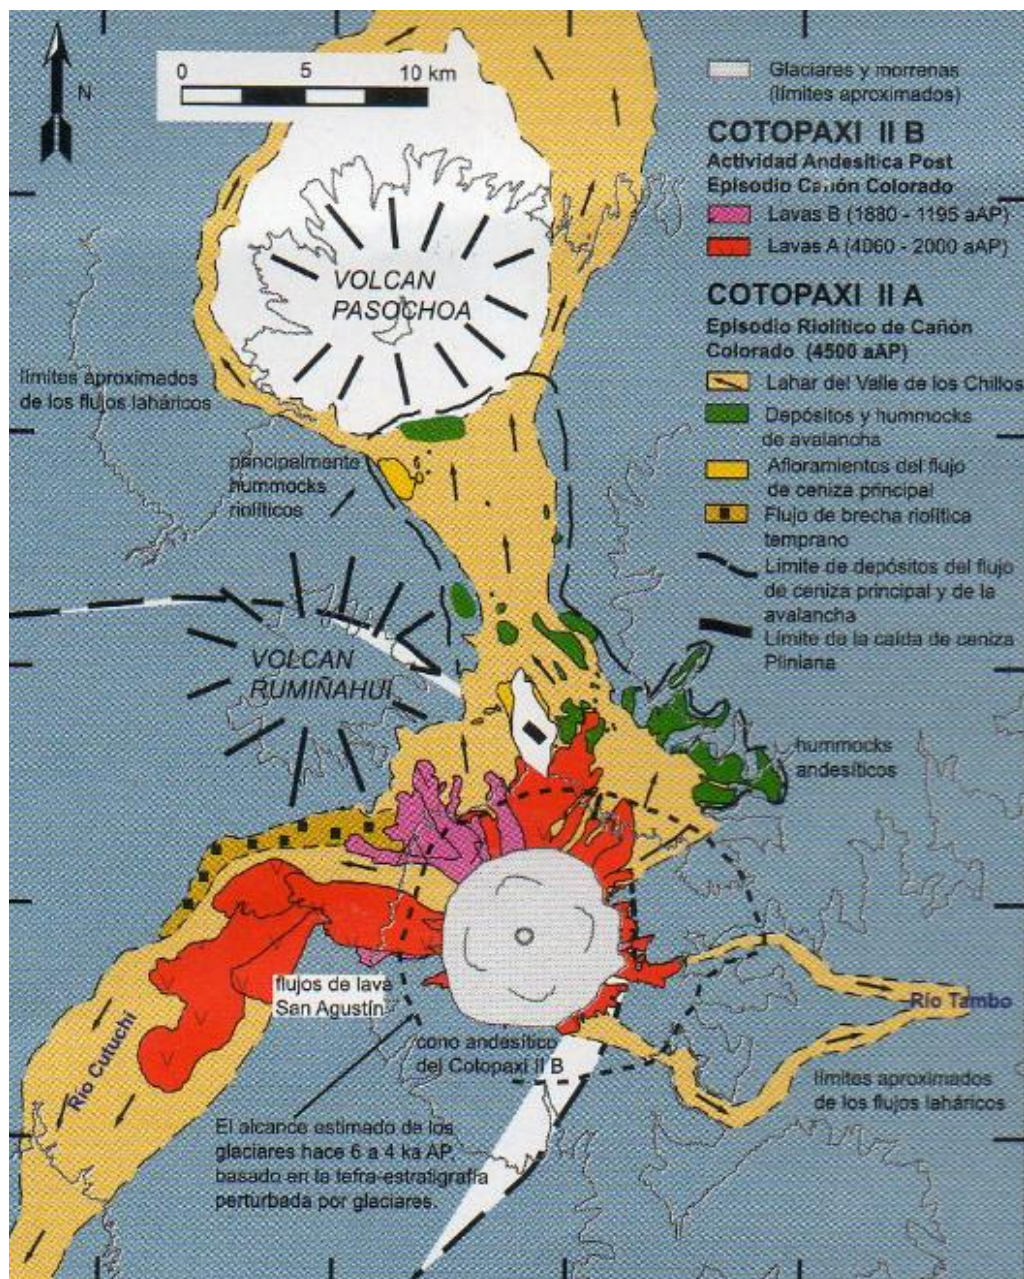 0 5 10 km
N
Glaciares y morrenas
(límites aproximados)
COTOPAXI II B
Actividad Andesítica Post
Episodio Cañón Colorado
Lavas B (1880 - 1195 aAP)
Lavas A (4060 - 2000 aAP)
COTOPAXI II A
Episodio Riolítico de Cañón
Colorado (4500 aAP)
Lahar del Valle de los Chillos
Depósitos y hummocks
de avalancha
Afloramientos del flujo
de ceniza principal
Flujo de brecha riolítica
temprano
Límite de depósitos del flujo
de ceniza principal y de la
avalancha
Límite de la caída de ceniza
Pliniana
VOLCAN
PASOCHOA
límites aproximados
de los flujos laháricos
principalmente
hummocks
riolíticos
VOLCAN
RUMIÑAHUI
hummocks
andesíticos
flujos de lava
San Agustín
Río Tambo
cono andesítico
del Cotopaxi II B
Río Cutuchi
límites aproximados
de los flujos laháricos
El alcance estimado de los
glaciares hace 6 a 4 ka AP,
basado en la tefra-estratigrafía
perturbada por glaciares.